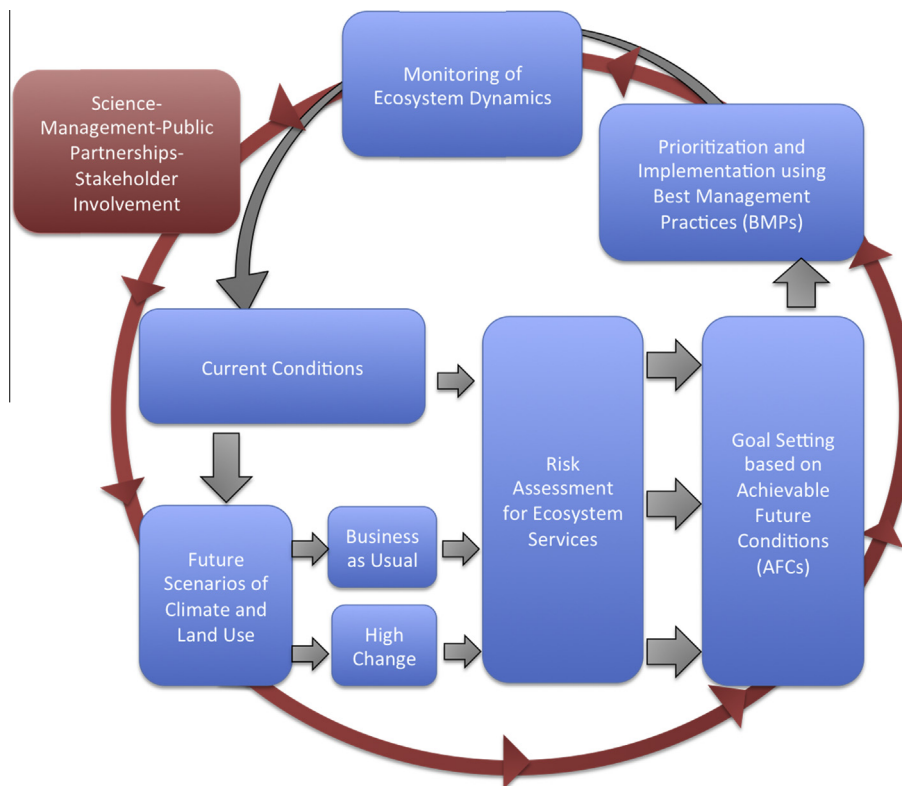 Monitoring of
Ecosystem Dynamics
Science-
Management-Public
Partnerships-
Stakeholder
Involvement
Prioritization and
Implementation using
Best Management
Practices (BMPs)
Current Conditions
Risk
Assessment
for Ecosystem
Services
Goal Setting
based on
Achievable
Future
Conditions
(AFCs)
Future
Scenarios of
Climate and
Land Use
Business
as Usual
High
Change